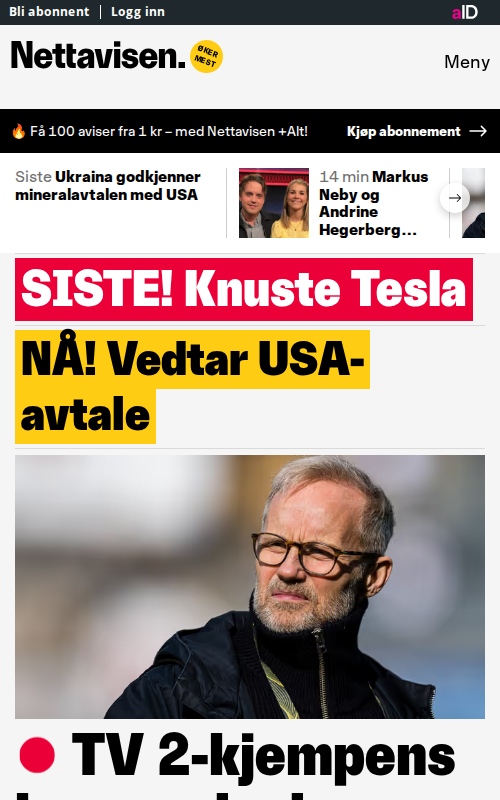 Bli abonnent | Logg inn
aID
Nettavisen.
ØKER
MEST
Meny
🔥 Få 100 aviser fra 1 kr – med Nettavisen +Alt!
Kjøp abonnement →
Siste Ukraina godkjenner
mineralavtalen med USA
14 min Markus
Neby og
Andrine
Hegerberg...
SISTE! Knuste Tesla
NÅ! Vedtar USA-
avtale
TV 2-kjempens